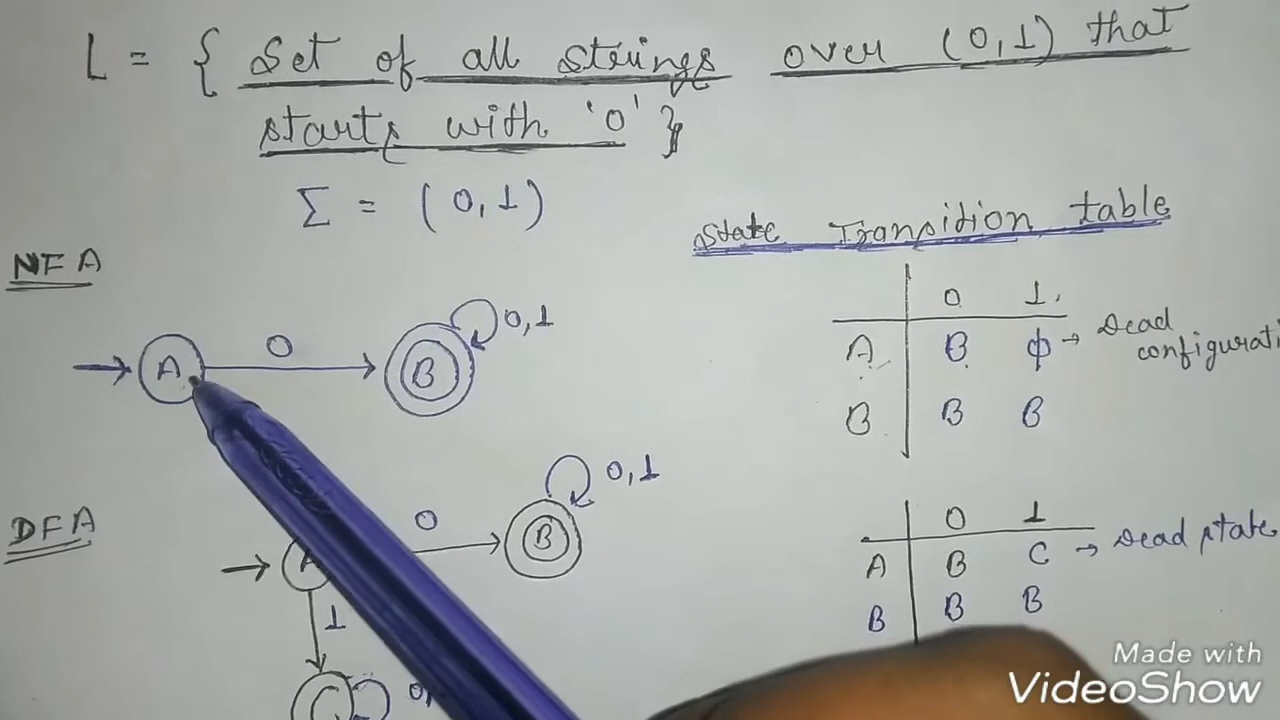 L = { Set of all strings over (0,1) that
starts with '0' }
Σ = (0,1)
State Transition table
NFA
A
0
B
0,1
0 1
A B ϕ → Dead
configurati
B B B
DFA
0
B
0,1
1
0 1
A B C → Dead state
B B B
Made with
VideoShow